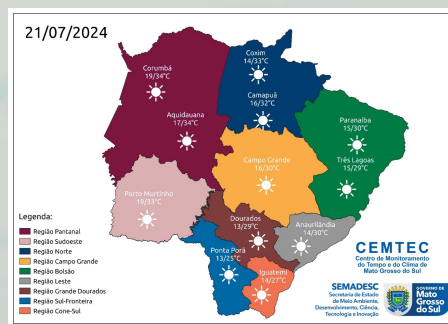 21/07/2024
Coxim
14/33°C
Corumbá
19/34°C
Camapuã
16/32°C
Aquidauana
17/34°C
Paranaíba
15/30°C
Três Lagoas
15/29°C
Campo Grande
16/30°C
Porto Murtinho
19/33°C
Dourados
13/29°C
Anaurilândia
14/30°C
Ponta Porã
13/25°C
Iguatemi
14/27°C
Legenda:
Região Pantanal
Região Sudoeste
Região Norte
Região Campo Grande
Região Bolsão
Região Leste
Região Grande Dourados
Região Sul-Fronteira
Região Cone-Sul
CEMTEC
Centro de Monitoramento
do Tempo e do Clima de
Mato Grosso do Sul
SEMADESC
Secretaria de Estado
de Meio Ambiente,
Desenvolvimento, Ciência,
Tecnologia e Inovação
GOVERNO DE
Mato
Grosso
do Sul